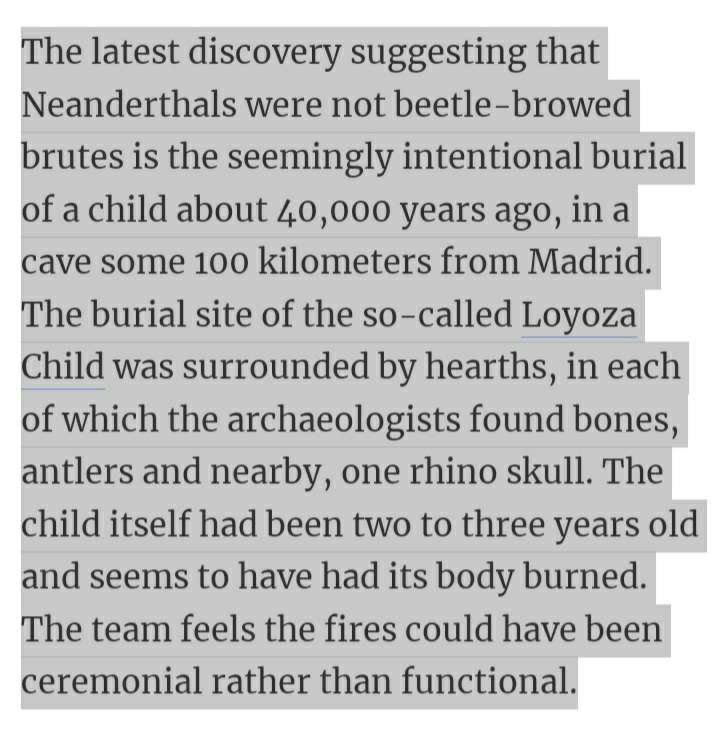 The latest discovery suggesting that
Neanderthals were not beetle-browed
brutes is the seemingly intentional burial
of a child about 40,000 years ago, in a
cave some 100 kilometers from Madrid.
The burial site of the so-called Loyoza
Child was surrounded by hearths, in each
of which the archaeologists found bones,
antlers and nearby, one rhino skull. The
child itself had been two to three years old
and seems to have had its body burned.
The team feels the fires could have been
ceremonial rather than functional.